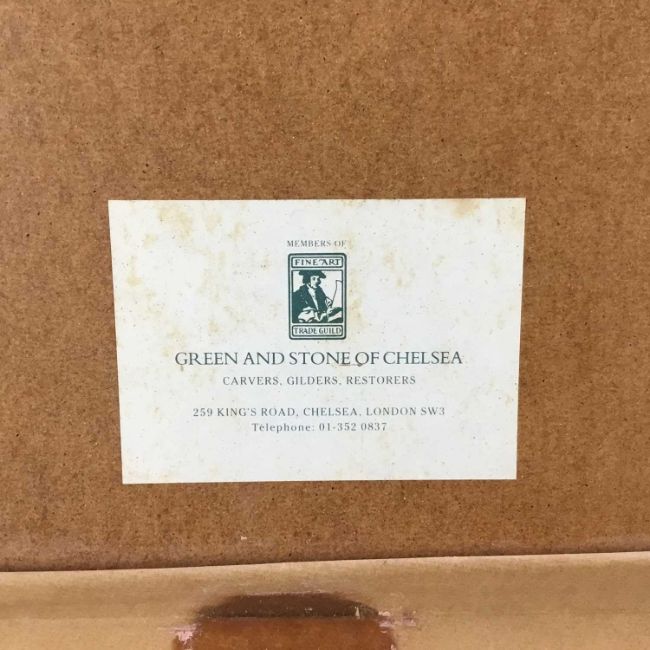 MEMBERS OF
FINE ART
TRADE GUILD
GREEN AND STONE OF CHELSEA
CARVERS, GILDERS, RESTORERS
259 KING'S ROAD, CHELSEA, LONDON SW3
Telephone: 01-352 0837